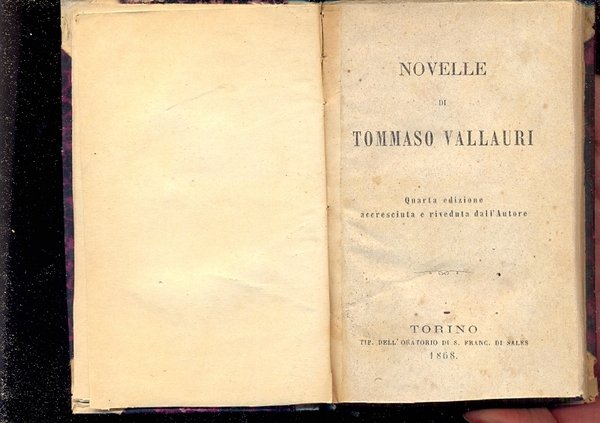 NOVELLE
DI
TOMMASO VALLAURI
Quarta edizione
accresciuta e riveduta dall'Autore
TORINO
TIP. DELL'ORATORIO DI S. FRANC. DI SALES
1868.